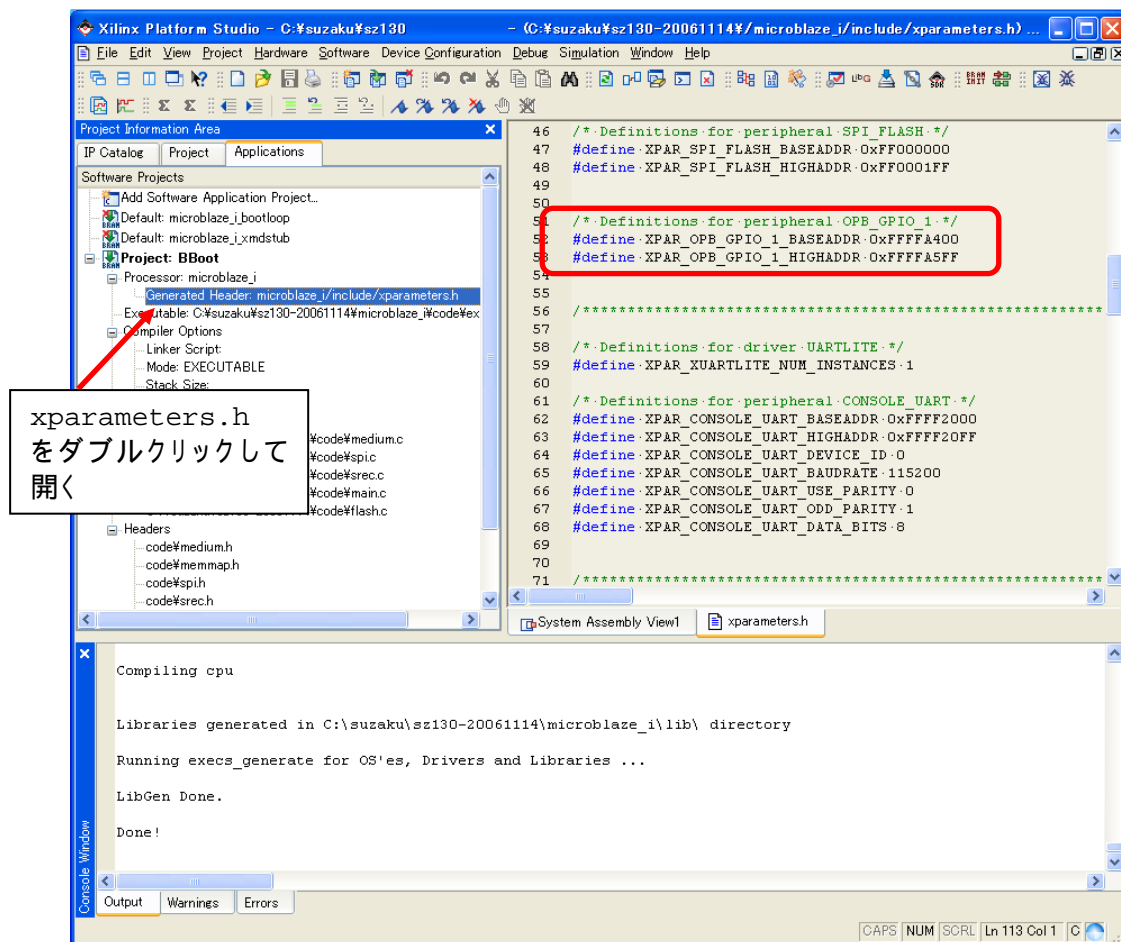 Xilinx Platform Studio - C:¥suzaku¥sz130 - (C:¥suzaku¥sz130-20061114¥/microblaze_i/include/xparameters.h) ...
File Edit View Project Hardware Software Device Configuration Debug Simulation Window Help
Project Information Area
IP Catalog Project Applications
Software Projects
Add Software Application Project...
Default: microblaze_i_bootloop
Default: microblaze_i_xmdstub
Project: BBoot
Processor: microblaze_i
Generated Header: microblaze_i/include/xparameters.h
Executable: C:¥suzaku¥sz130-20061114¥microblaze_i¥code¥ex
Compiler Options
Linker Script:
Mode: EXECUTABLE
Stack Size:
xparameters.h
をダブルクリックして
開く
¥code¥medium.c
¥code¥spi.c
¥code¥srec.c
¥code¥main.c
¥code¥flash.c
Headers
code¥medium.h
code¥memmap.h
code¥spi.h
code¥srec.h
46 /* Definitions for peripheral SPI_FLASH */
47 #define XPAR_SPI_FLASH_BASEADDR 0xFF000000
48 #define XPAR_SPI_FLASH_HIGHADDR 0xFF0001FF
49
50
51 /* Definitions for peripheral OPB_GPIO_1 */
52 #define XPAR_OPB_GPIO_1_BASEADDR 0xFFFFA400
53 #define XPAR_OPB_GPIO_1_HIGHADDR 0xFFFFA5FF
54
55
56 /**********************************************************
57
58 /* Definitions for driver UARTLITE */
59 #define XPAR_XUARTLITE_NUM_INSTANCES 1
60
61 /* Definitions for peripheral CONSOLE_UART */
62 #define XPAR_CONSOLE_UART_BASEADDR 0xFFFF2000
63 #define XPAR_CONSOLE_UART_HIGHADDR 0xFFFF20FF
64 #define XPAR_CONSOLE_UART_DEVICE_ID 0
65 #define XPAR_CONSOLE_UART_BAUDRATE 115200
66 #define XPAR_CONSOLE_UART_USE_PARITY 0
67 #define XPAR_CONSOLE_UART_ODD_PARITY 1
68 #define XPAR_CONSOLE_UART_DATA_BITS 8
69
70
71 /**********************************************************
System Assembly View1 xparameters.h
Compiling cpu
Libraries generated in C:\suzaku\sz130-20061114\microblaze_i\lib\ directory
Running execs_generate for OS'es, Drivers and Libraries ...
LibGen Done.
Done!
Console Window
Output Warnings Errors
CAPS NUM SCRL Ln 113 Col 1 C